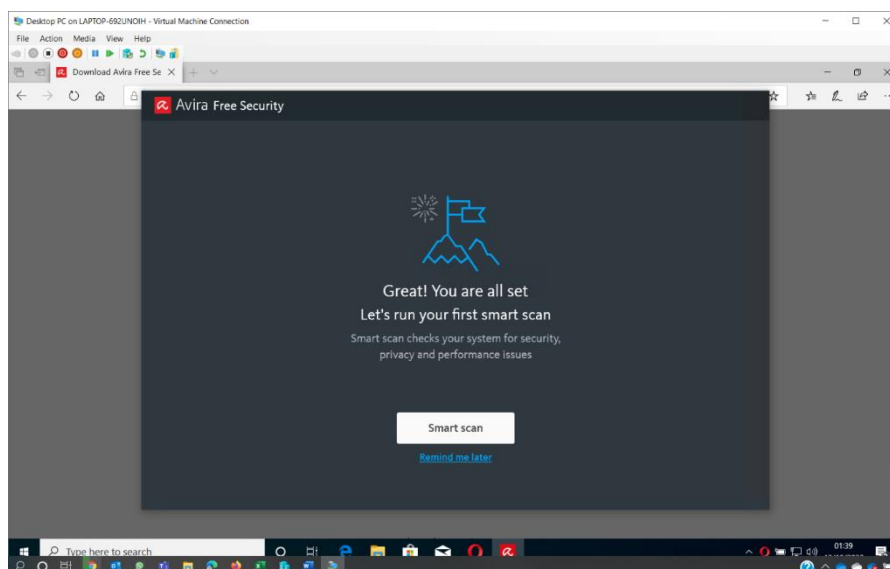 Desktop PC on LAPTOP-692UNOIH - Virtual Machine Connection
File Action Media View Help
Download Avira Free Se
Avira Free Security
Great! You are all set
Let's run your first smart scan
Smart scan checks your system for security,
privacy and performance issues
Smart scan
Remind me later
Type here to search
01:39